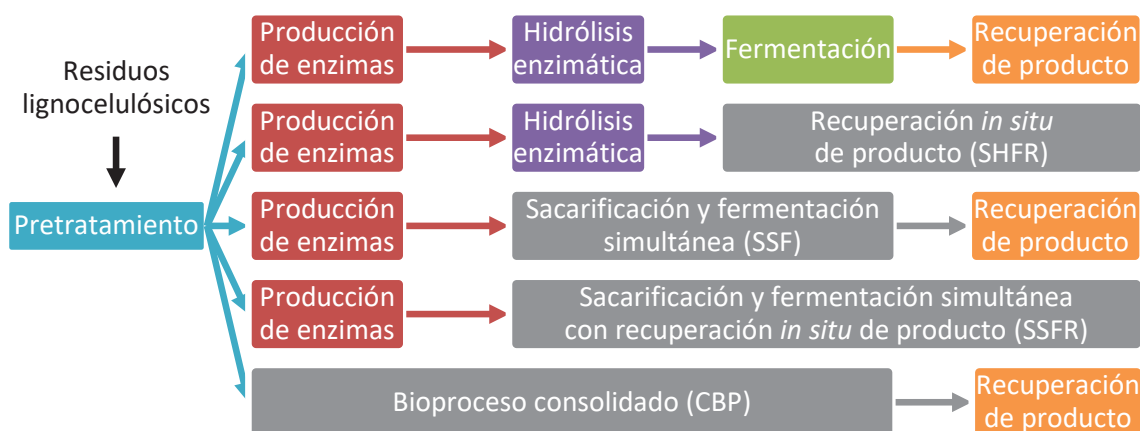 Residuos
lignocelulósicos
Pretratamiento
Producción
de enzimas
Hidrólisis
enzimática
Fermentación
Recuperación
de producto
Producción
de enzimas
Hidrólisis
enzimática
Recuperación in situ
de producto (SHFR)
Producción
de enzimas
Sacarificación y fermentación
simultánea (SSF)
Recuperación
de producto
Producción
de enzimas
Sacarificación y fermentación simultánea
con recuperación in situ de producto (SSFR)
Bioproceso consolidado (CBP)
Recuperación
de producto